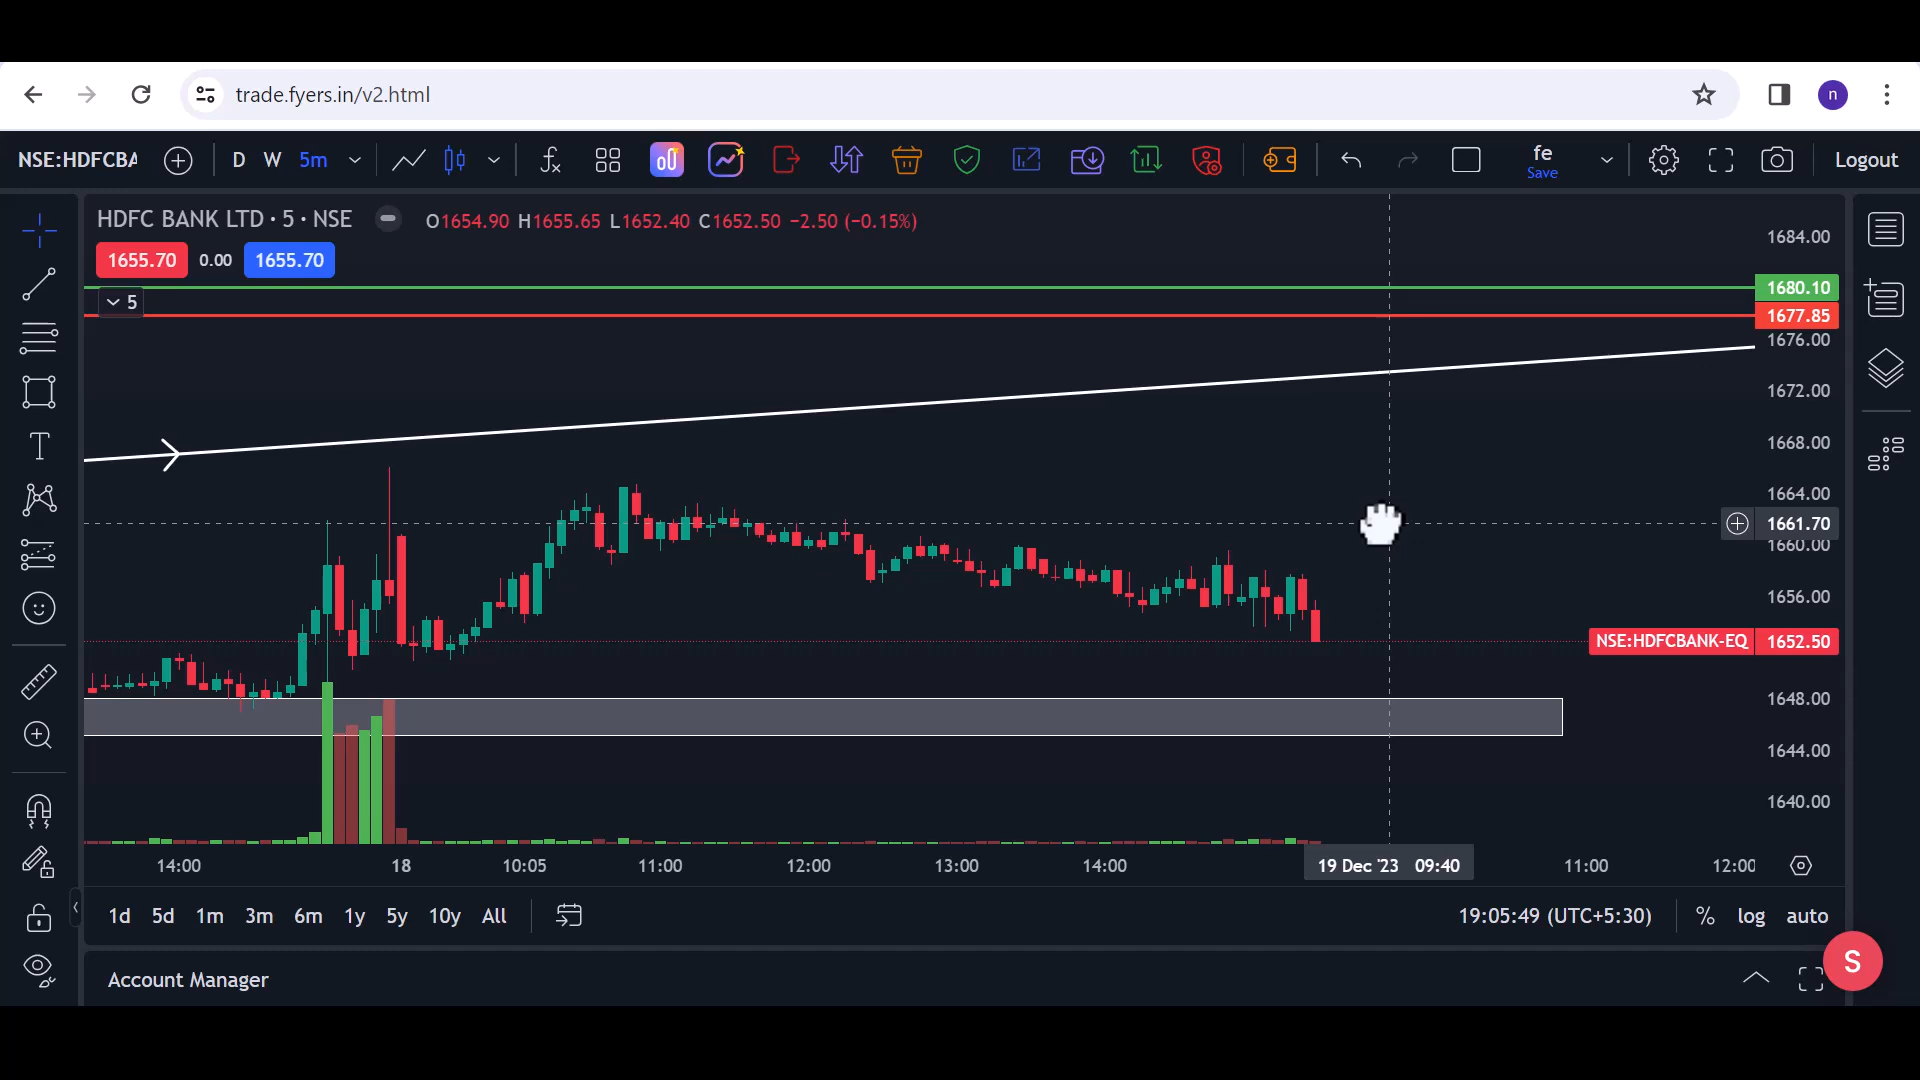 trade.fyers.in/v2.html
n
NSE:HDFCBA D W 5m fe Save Logout
HDFC BANK LTD · 5 · NSE O1654.90 H1655.65 L1652.40 C1652.50 −2.50 (−0.15%)
1655.70 0.00 1655.70
5
1684.00
1680.10
1677.85
1676.00
1672.00
1668.00
1664.00
1661.70
1660.00
1656.00
NSE:HDFCBANK-EQ 1652.50
1648.00
1644.00
1640.00
14:00 18 10:05 11:00 12:00 13:00 14:00 19 Dec '23 09:40 11:00 12:00
1d 5d 1m 3m 6m 1y 5y 10y All 19:05:49 (UTC+5:30) % log auto
Account Manager
S